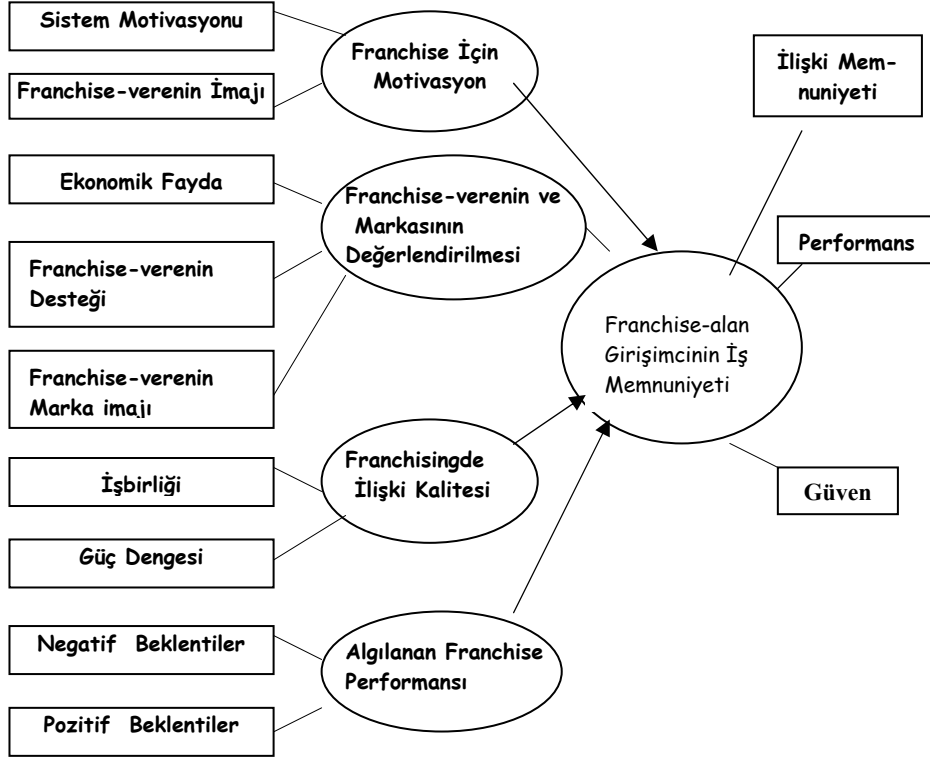 Sistem Motivasyonu
Franchise-verenin İmajı
Franchise İçin
Motivasyon
İlişki Mem-
nuniyeti
Ekonomik Fayda
Franchise-verenin
Desteği
Franchise-verenin
Marka imajı
Franchise-verenin ve
Markasının
Değerlendirilmesi
Performans
Franchise-alan
Girişimcinin İş
Memnuniyeti
İşbirliği
Güç Dengesi
Franchisingde
İlişki Kalitesi
Güven
Negatif Beklentiler
Pozitif Beklentiler
Algılanan Franchise
Performansı